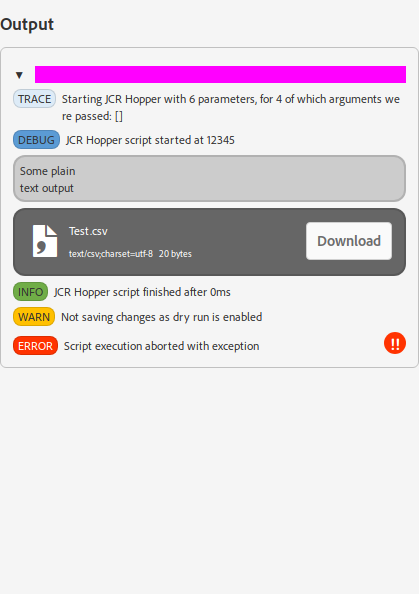 Output
TRACE Starting JCR Hopper with 6 parameters, for 4 of which arguments we
re passed: []
DEBUG JCR Hopper script started at 12345
Some plain
text output
Test.csv
text/csv;charset=utf-8 20 bytes
Download
INFO JCR Hopper script finished after 0ms
WARN Not saving changes as dry run is enabled
ERROR Script execution aborted with exception !!